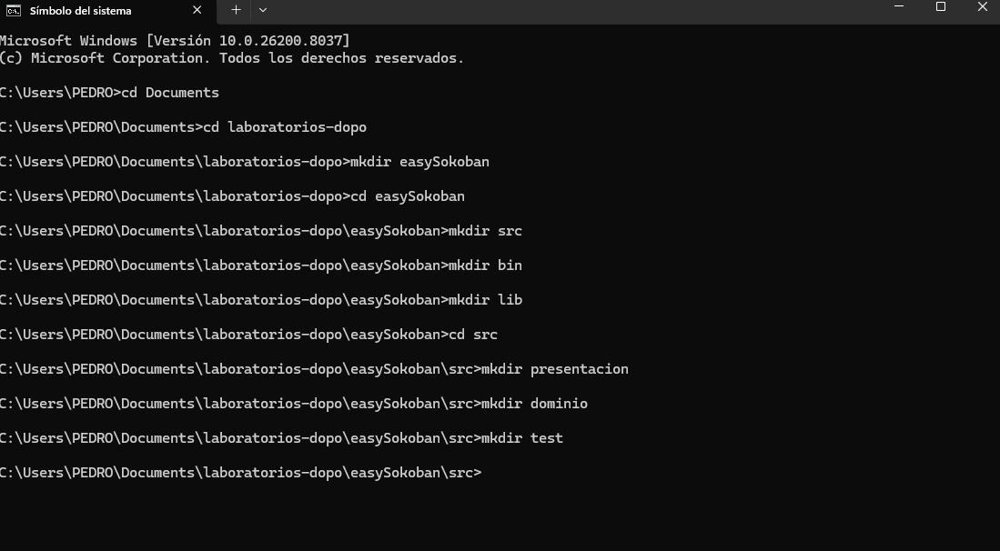 Símbolo del sistema
Microsoft Windows [Versión 10.0.26200.8037]
(c) Microsoft Corporation. Todos los derechos reservados.
C:\Users\PEDRO>cd Documents
C:\Users\PEDRO\Documents>cd laboratorios-dopo
C:\Users\PEDRO\Documents\laboratorios-dopo>mkdir easySokoban
C:\Users\PEDRO\Documents\laboratorios-dopo>cd easySokoban
C:\Users\PEDRO\Documents\laboratorios-dopo\easySokoban>mkdir src
C:\Users\PEDRO\Documents\laboratorios-dopo\easySokoban>mkdir bin
C:\Users\PEDRO\Documents\laboratorios-dopo\easySokoban>mkdir lib
C:\Users\PEDRO\Documents\laboratorios-dopo\easySokoban>cd src
C:\Users\PEDRO\Documents\laboratorios-dopo\easySokoban\src>mkdir presentacion
C:\Users\PEDRO\Documents\laboratorios-dopo\easySokoban\src>mkdir dominio
C:\Users\PEDRO\Documents\laboratorios-dopo\easySokoban\src>mkdir test
C:\Users\PEDRO\Documents\laboratorios-dopo\easySokoban\src>